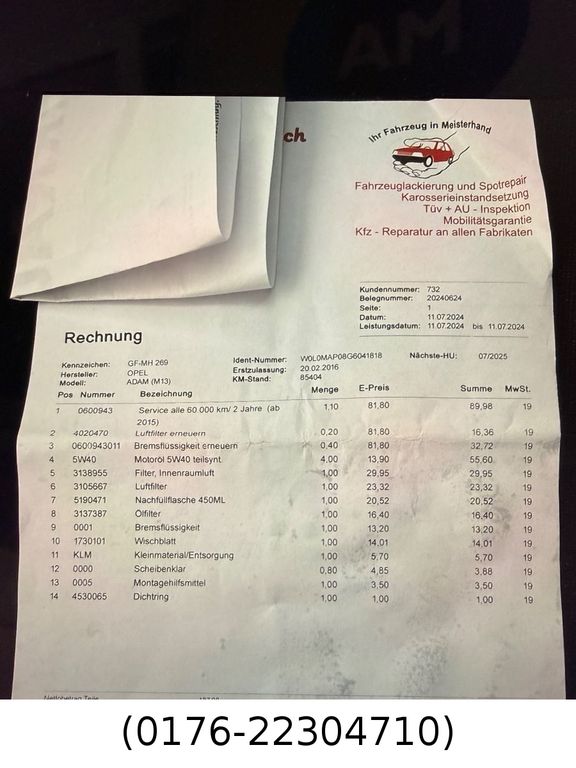 MA
ch
Ihr Fahrzeug in Meisterhand
Fahrzeuglackierung und Spotrepair
Karosserieinstandsetzung
Tüv + AU - Inspektion
Mobilitätsgarantie
Kfz - Reparatur an allen Fabrikaten
Kundennummer: 732
Belegnummer: 20240624
Seite: 1
Datum: 11.07.2024
Leistungsdatum: 11.07.2024 bis 11.07.2024
Rechnung
Kennzeichen: GF-MH 269 Ident-Nummer: W0L0MAP08G6041818 Nächste-HU: 07/2025
Hersteller: OPEL Erstzulassung: 20.02.2016
Modell: ADAM (M13) KM-Stand: 85404
Pos Nummer Bezeichnung Menge E-Preis Summe MwSt.
1 0600943 Service alle 60.000 km/ 2 Jahre (ab 1,10 81,80 89,98 19
2015)
2 4020470 Luftfilter erneuern 0,20 81,80 16,36 19
3 0600943011 Bremsflüssigkeit erneuern 0,40 81,80 32,72 19
4 5W40 Motoröl 5W40 teilsynt. 4,00 13,90 55,60 19
5 3138955 Filter, Innenraumluft 1,00 29,95 29,95 19
6 3105667 Luftfilter 1,00 23,32 23,32 19
7 5190471 Nachfüllflasche 450ML 1,00 20,52 20,52 19
8 3137387 Ölfilter 1,00 16,40 16,40 19
9 0001 Bremsflüssigkeit 1,00 13,20 13,20 19
10 1730101 Wischblatt 1,00 14,01 14,01 19
11 KLM Kleinmaterial/Entsorgung 1,00 5,70 5,70 19
12 0000 Scheibenklar 0,80 4,85 3,88 19
13 0005 Montagehilfsmittel 1,00 3,50 3,50 19
14 4530065 Dichtring 1,00 1,00 1,00 19
Nettobetrag Teile
(0176-22304710)